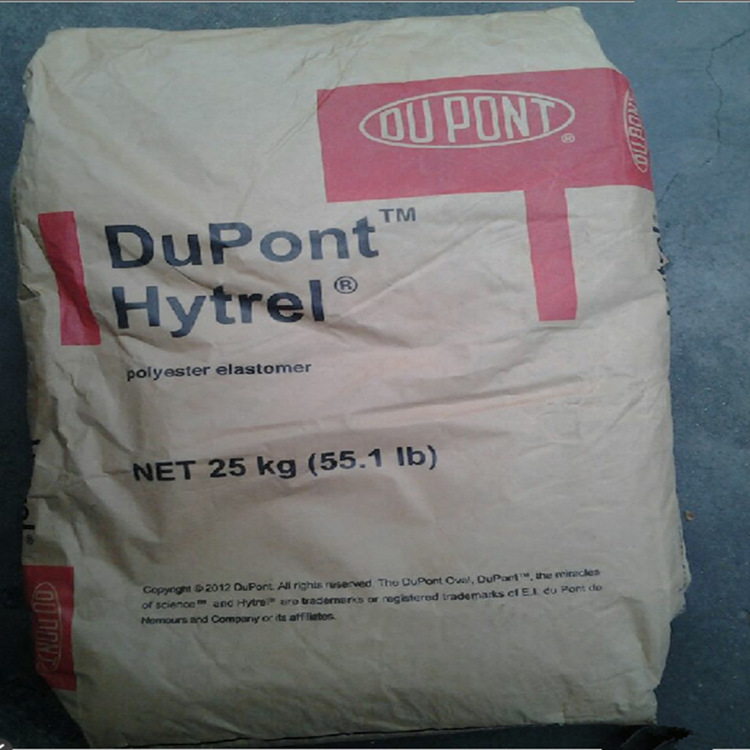 DU PONT®
DuPont™
Hytrel®
polyester elastomer
NET 25 kg (55.1 lb)
Copyright © 2012 DuPont. All rights reserved. The DuPont Oval, DuPont™, the miracles
of science™ and Hytrel® are trademarks or registered trademarks of E.I. du Pont de
Nemours and Company or its affiliates.